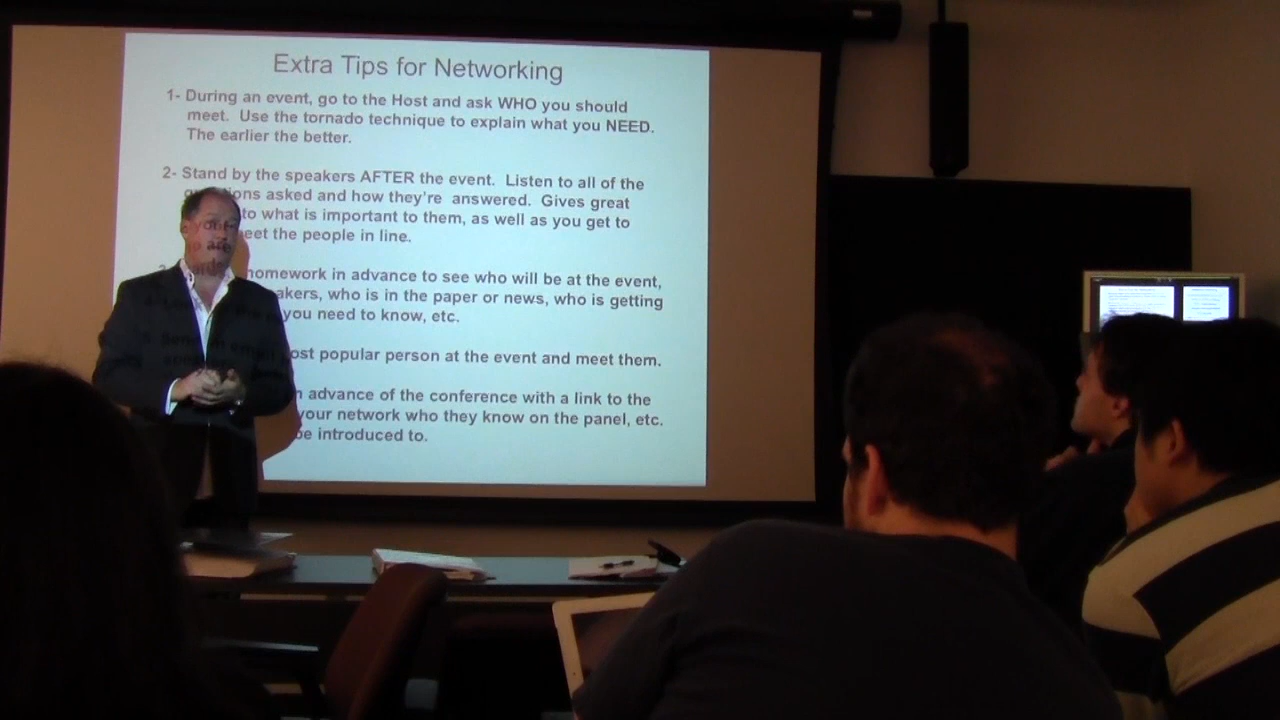 Extra Tips for Networking
1- During an event, go to the Host and ask WHO you should
meet. Use the tornado technique to explain what you NEED.
The earlier the better.
2- Stand by the speakers AFTER the event. Listen to all of the
asked and how they're answered. Gives great
to what is important to them, as well as you get to
meet the people in line.
homework in advance to see who will be at the event,
who is in the paper or news, who is getting
you need to know, etc.
most popular person at the event and meet them.
advance of the conference with a link to the
your network who they know on the panel, etc.
be introduced to.